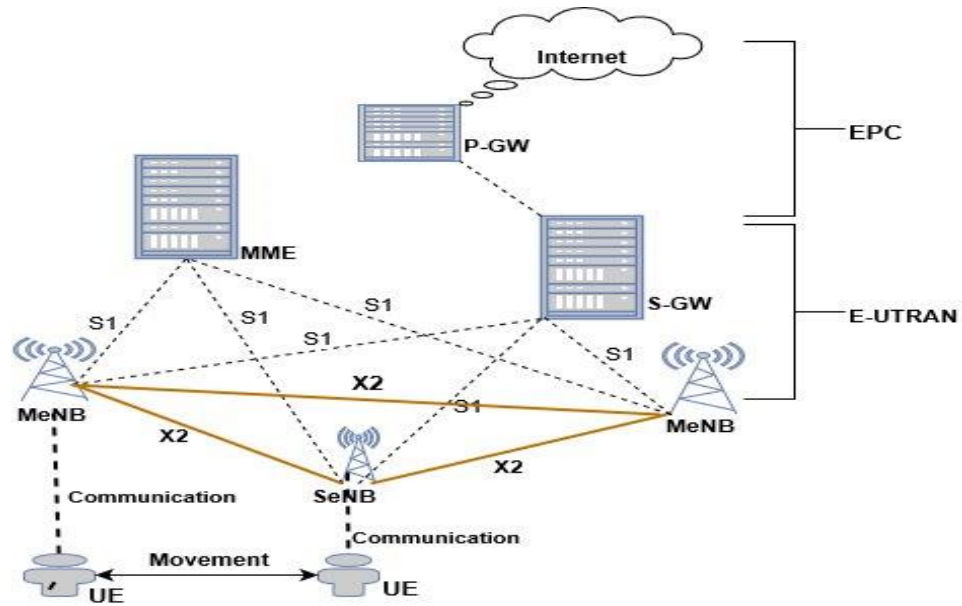 Internet
P-GW
EPC
MME
S-GW
E-UTRAN
S1
S1
S1
S1
S1
S1
X2
MeNB
MeNB
X2
X2
SeNB
Communication
Communication
Movement
UE
UE